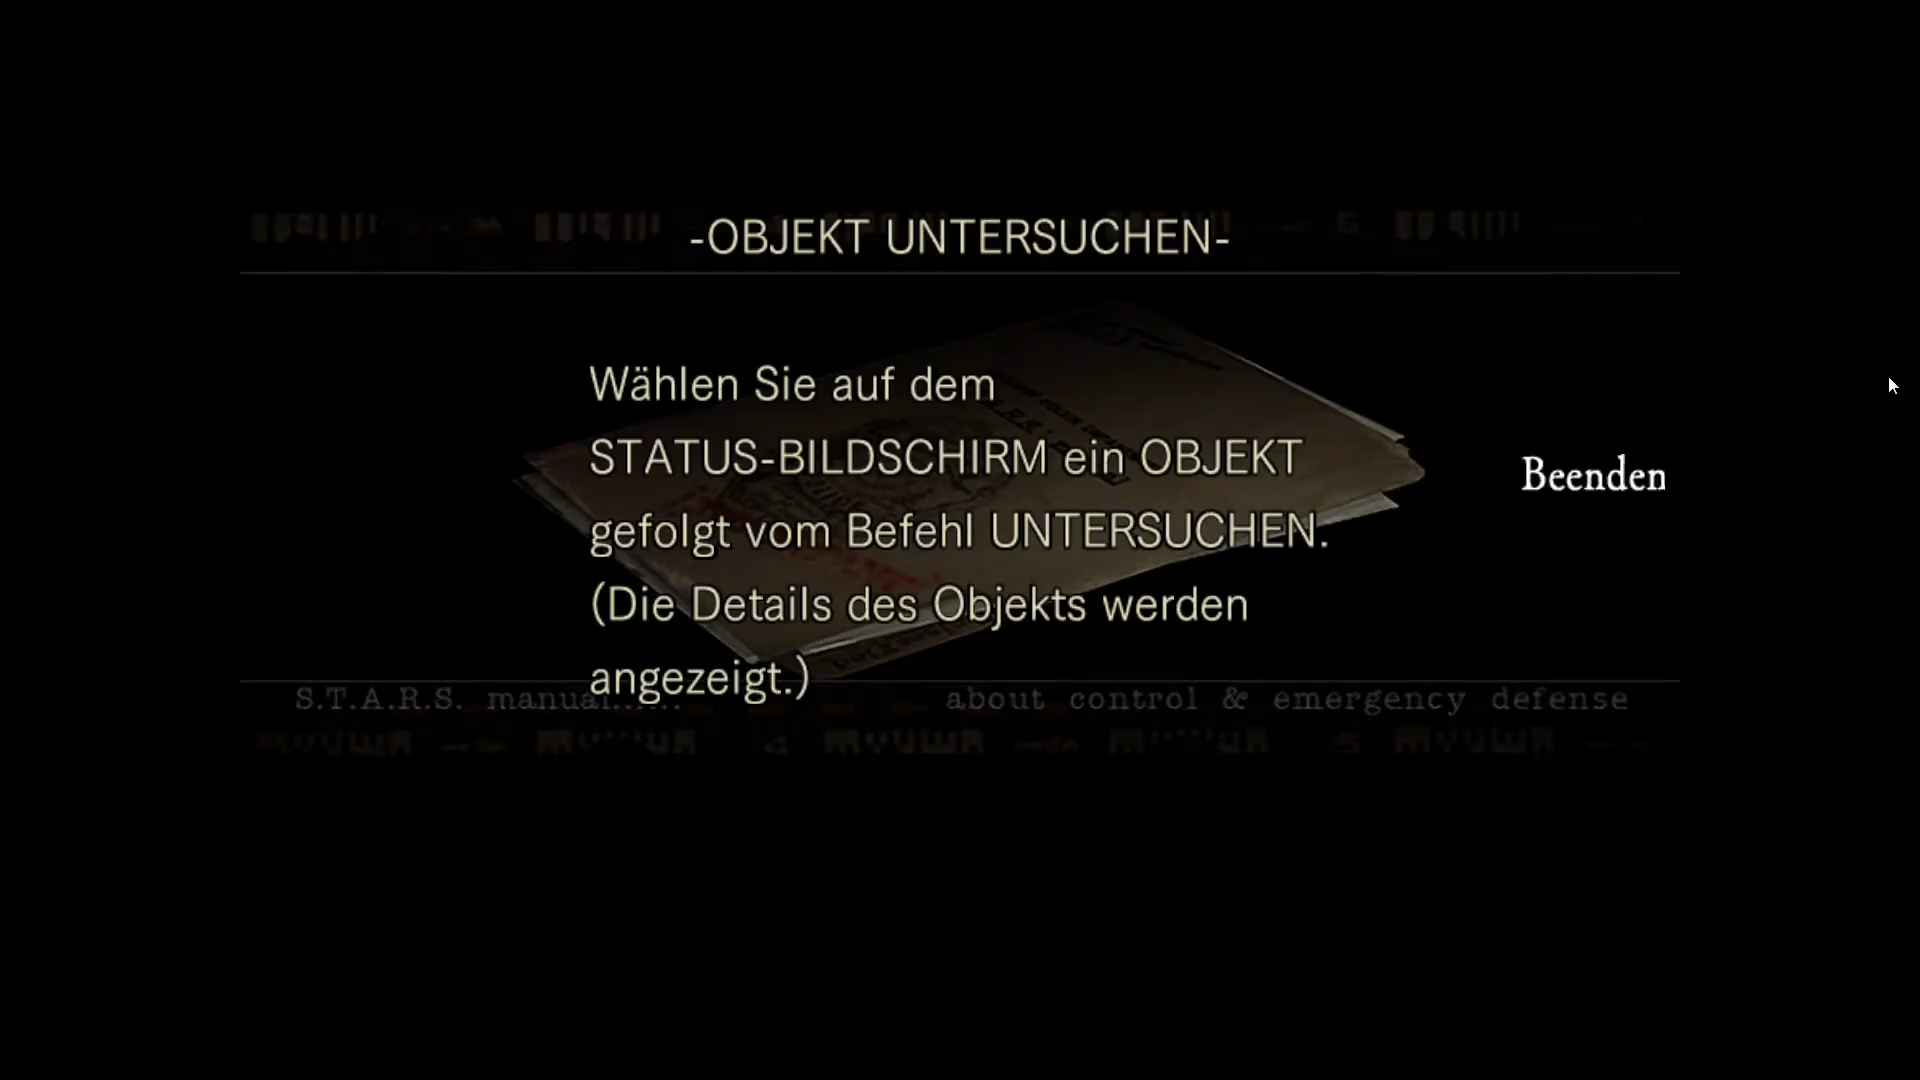 -OBJEKT UNTERSUCHEN-
Wählen Sie auf dem
STATUS-BILDSCHIRM ein OBJEKT
gefolgt vom Befehl UNTERSUCHEN.
(Die Details des Objekts werden
angezeigt.)
Beenden
S.T.A.R.S. manual...... about control & emergency defense